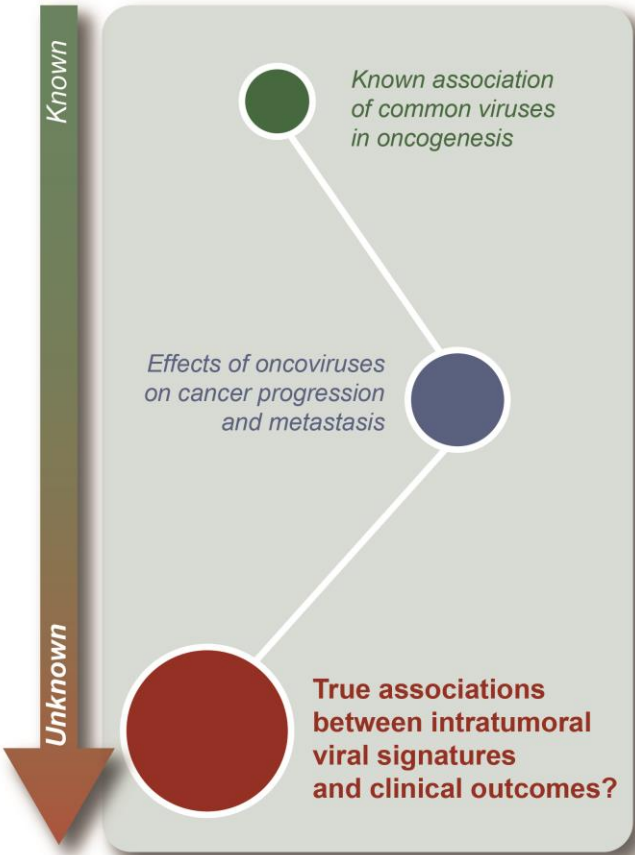 Known
Known association
of common viruses
in oncogenesis
Effects of oncoviruses
on cancer progression
and metastasis
Unknown
True associations
between intratumoral
viral signatures
and clinical outcomes?